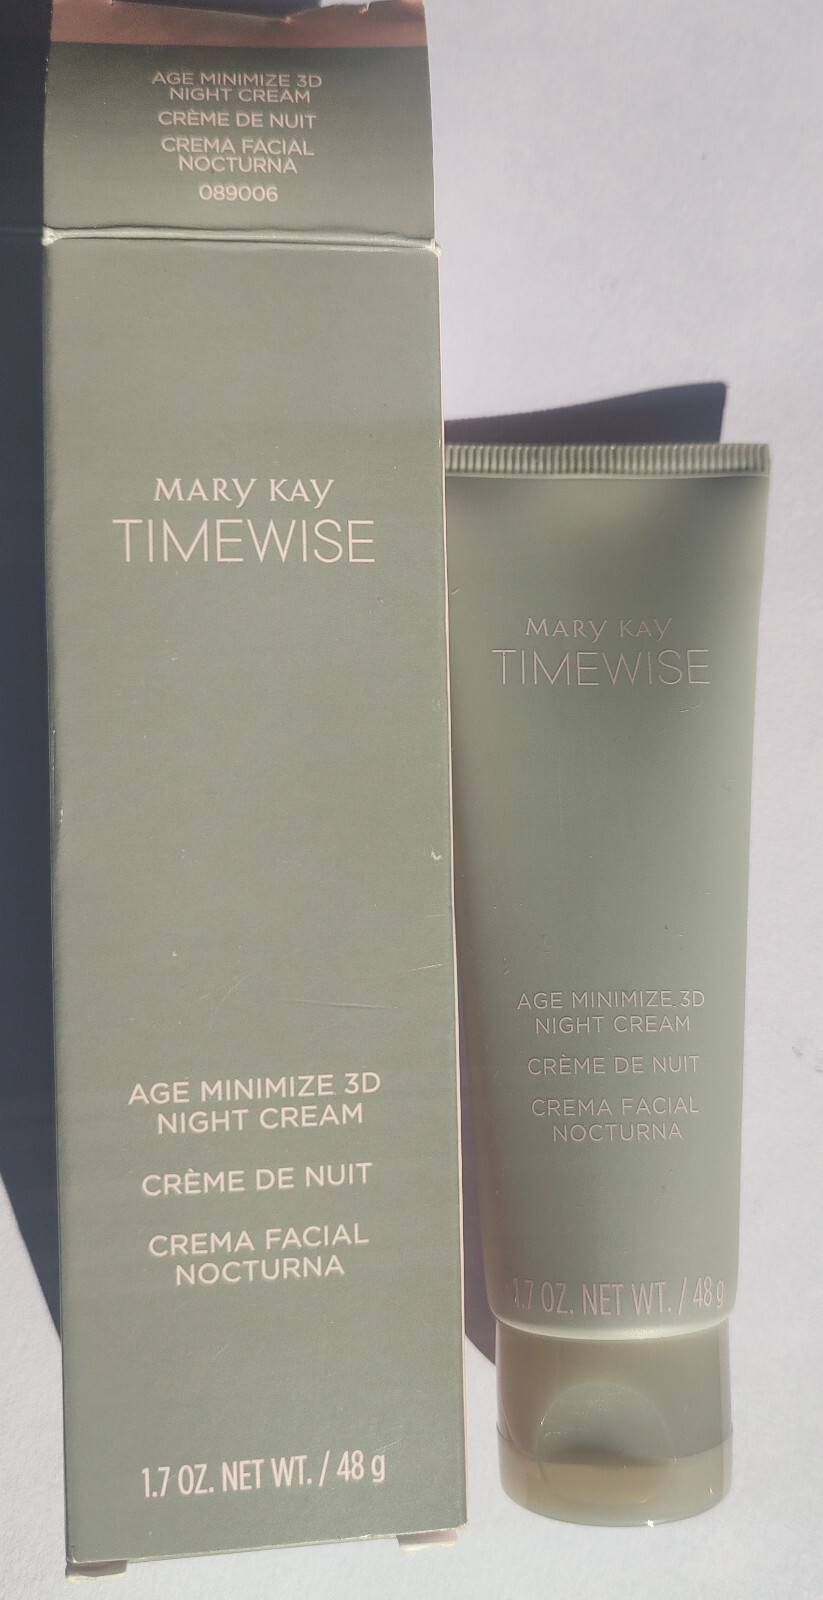 AGE MINIMIZE 3D
NIGHT CREAM
CRÈME DE NUIT
CREMA FACIAL
NOCTURNA
089006
MARY KAY
TIMEWISE
AGE MINIMIZE 3D
NIGHT CREAM
CRÈME DE NUIT
CREMA FACIAL
NOCTURNA
1.7 OZ. NET WT. / 48 g
MARY KAY
TIMEWISE
AGE MINIMIZE 3D
NIGHT CREAM
CRÈME DE NUIT
CREMA FACIAL
NOCTURNA
1.7 OZ. NET WT. / 48 g